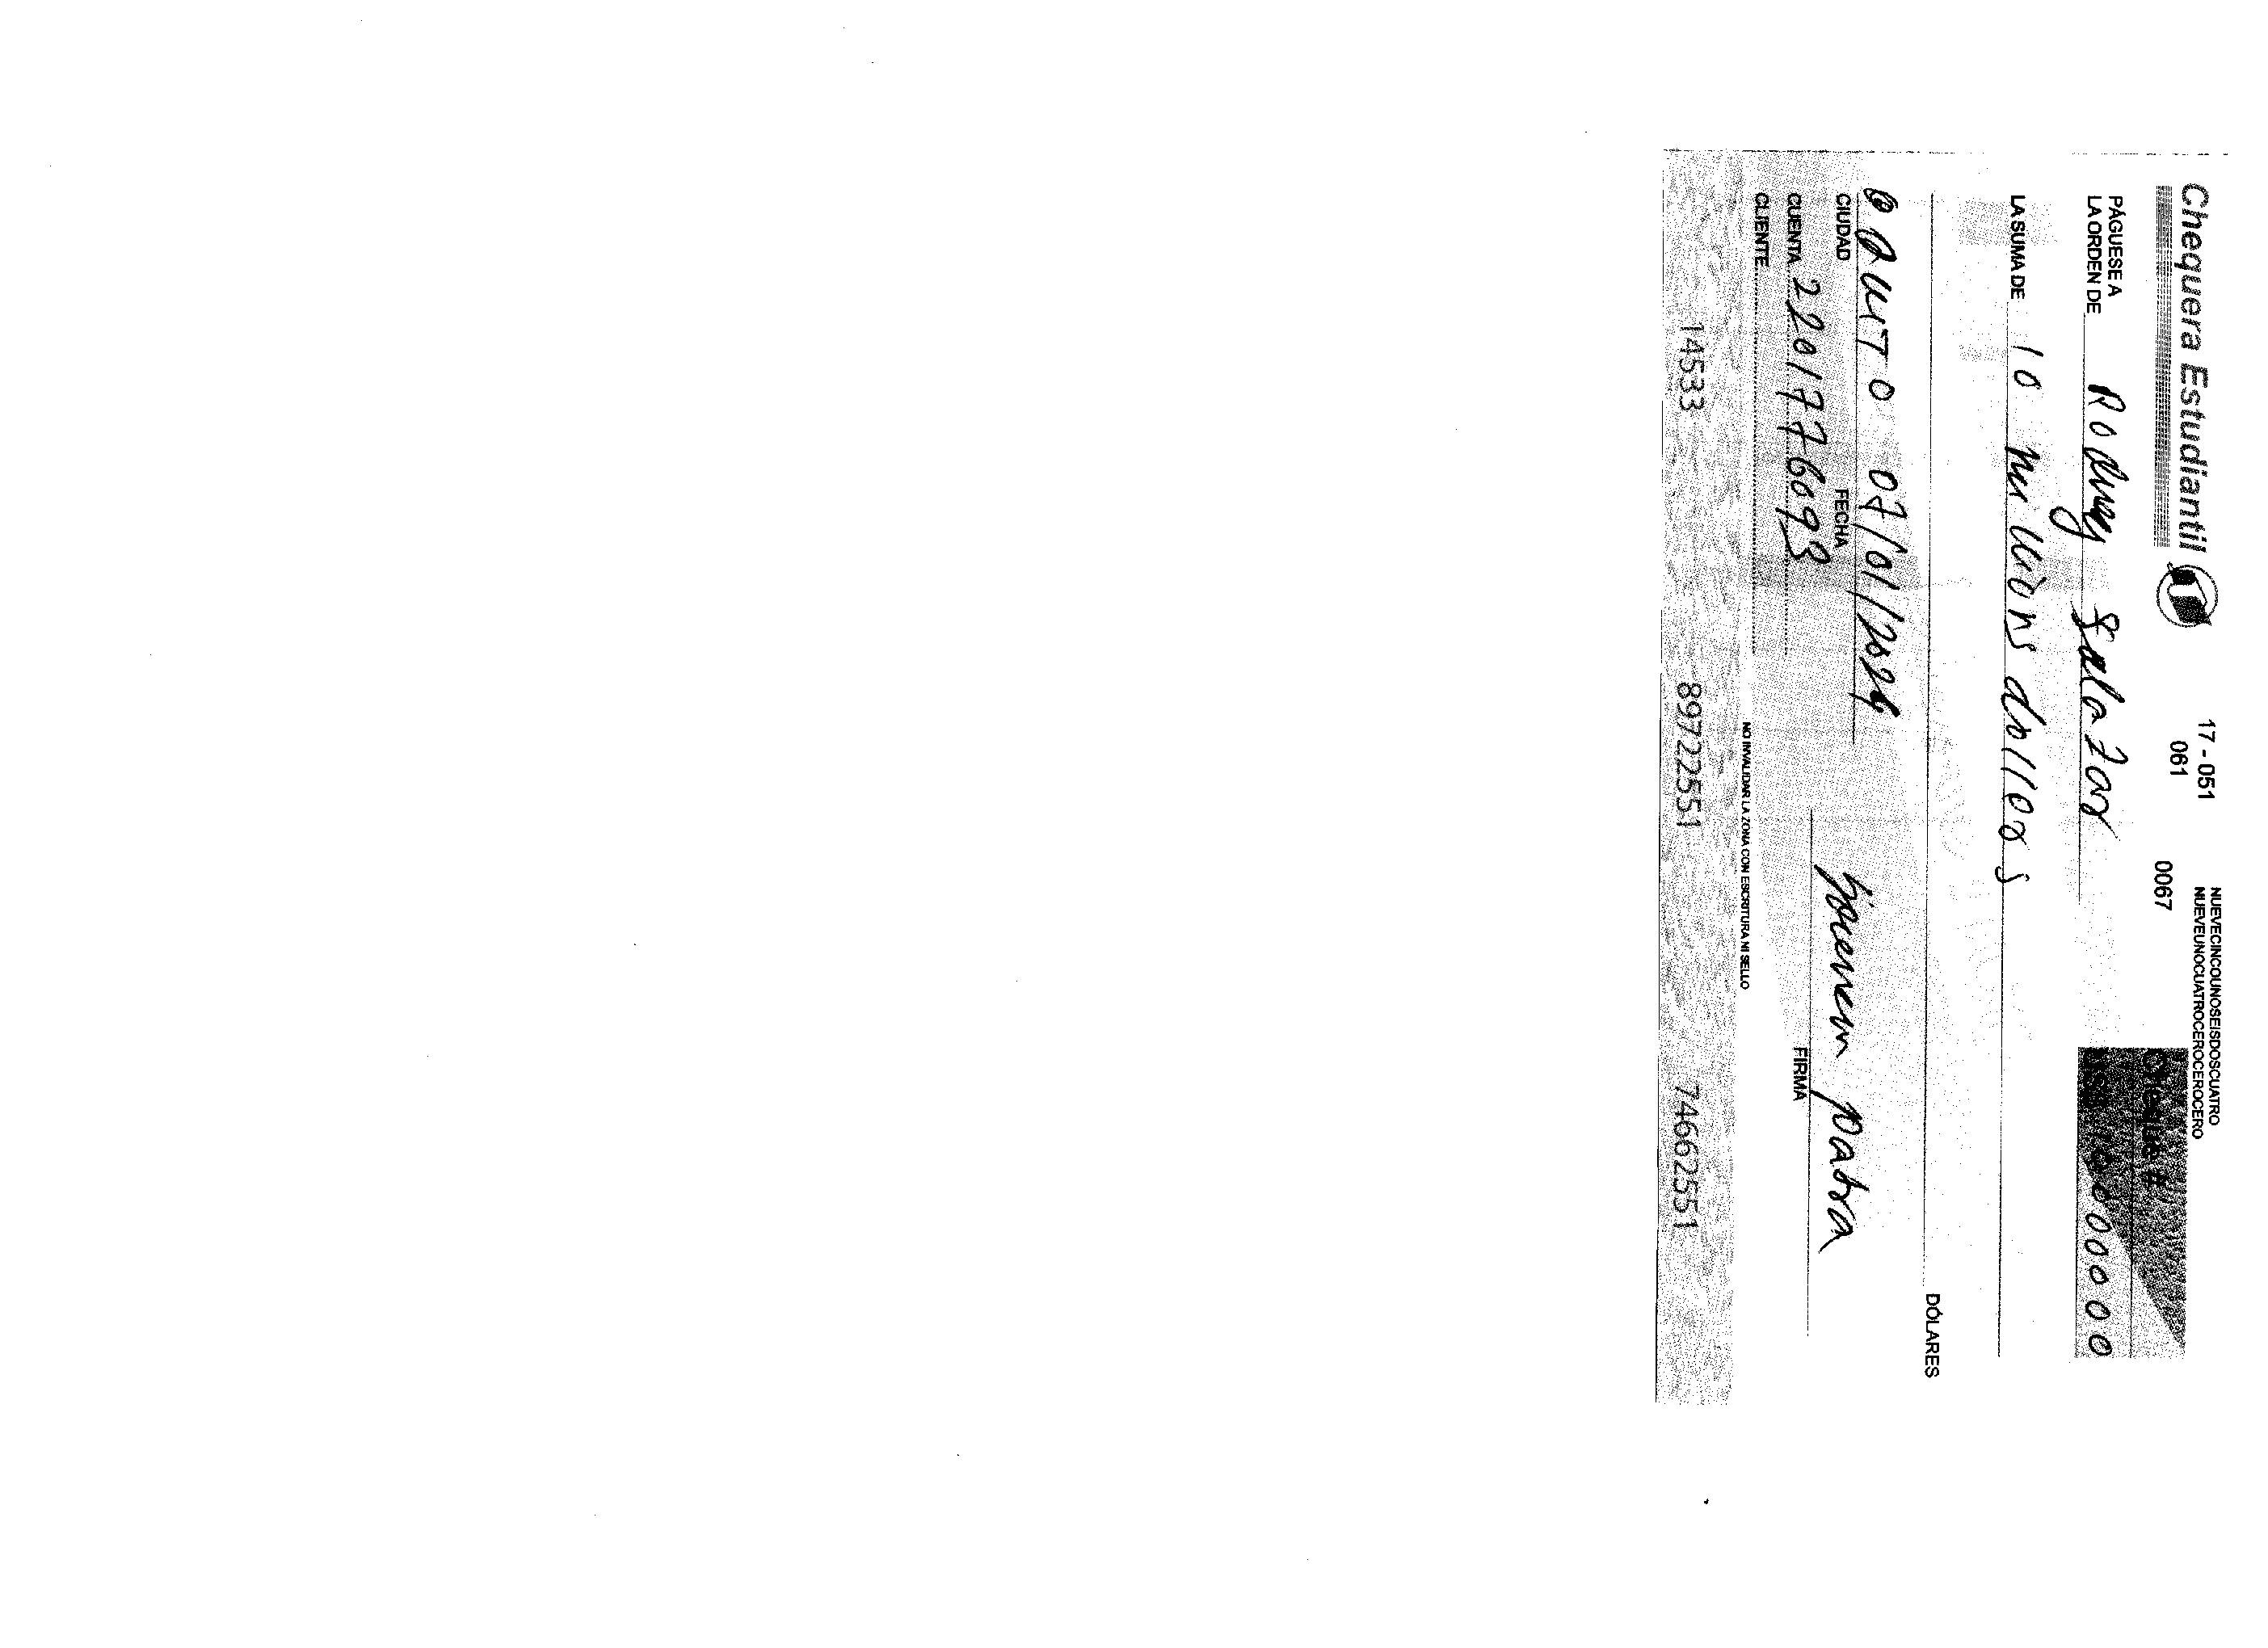 Chequera Estudiantil
17 - 051
061
0067
NUEVECINCOUNOSEISDOSCUATRO
NUEVEUNOCUATROCEROCEROCERO
Cheque #
PÁGUESE A
LA ORDEN DE Rodney Salazar
US$ 10000000
LA SUMA DE 10 millions dollers
DÓLARES
QUITO 07/01/2024
CIUDAD FECHA
patra
FIRMA
CUENTA 2201776093
CLIENTE
NO INVALIDAR LA ZONA CON ESCRITURA NI SELLO
14533 89722551 74662551